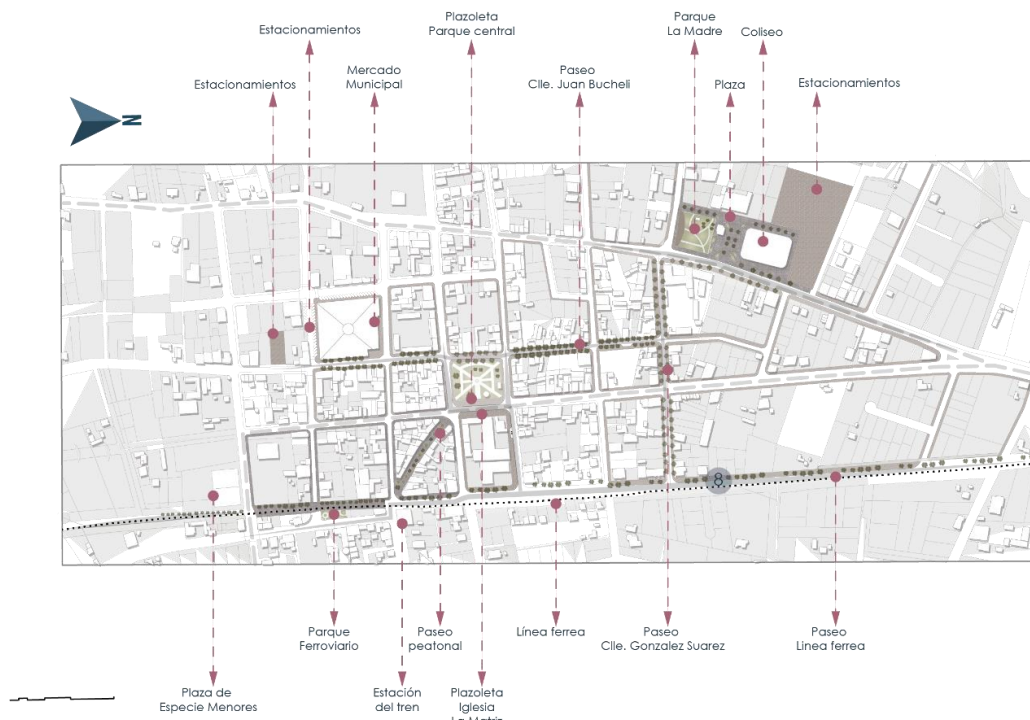 Plazoleta
Parque central
Parque
La Madre
Coliseo
Estacionamientos
Estacionamientos
Mercado
Municipal
Paseo
Clle. Juan Bucheli
Plaza
Estacionamientos
N
8
Parque
Ferroviario
Paseo
peatonal
Línea ferrea
Paseo
Clle. Gonzalez Suarez
Paseo
Linea ferrea
Plaza de
Especie Menores
Estación
del tren
Plazoleta
Iglesia
La Matriz